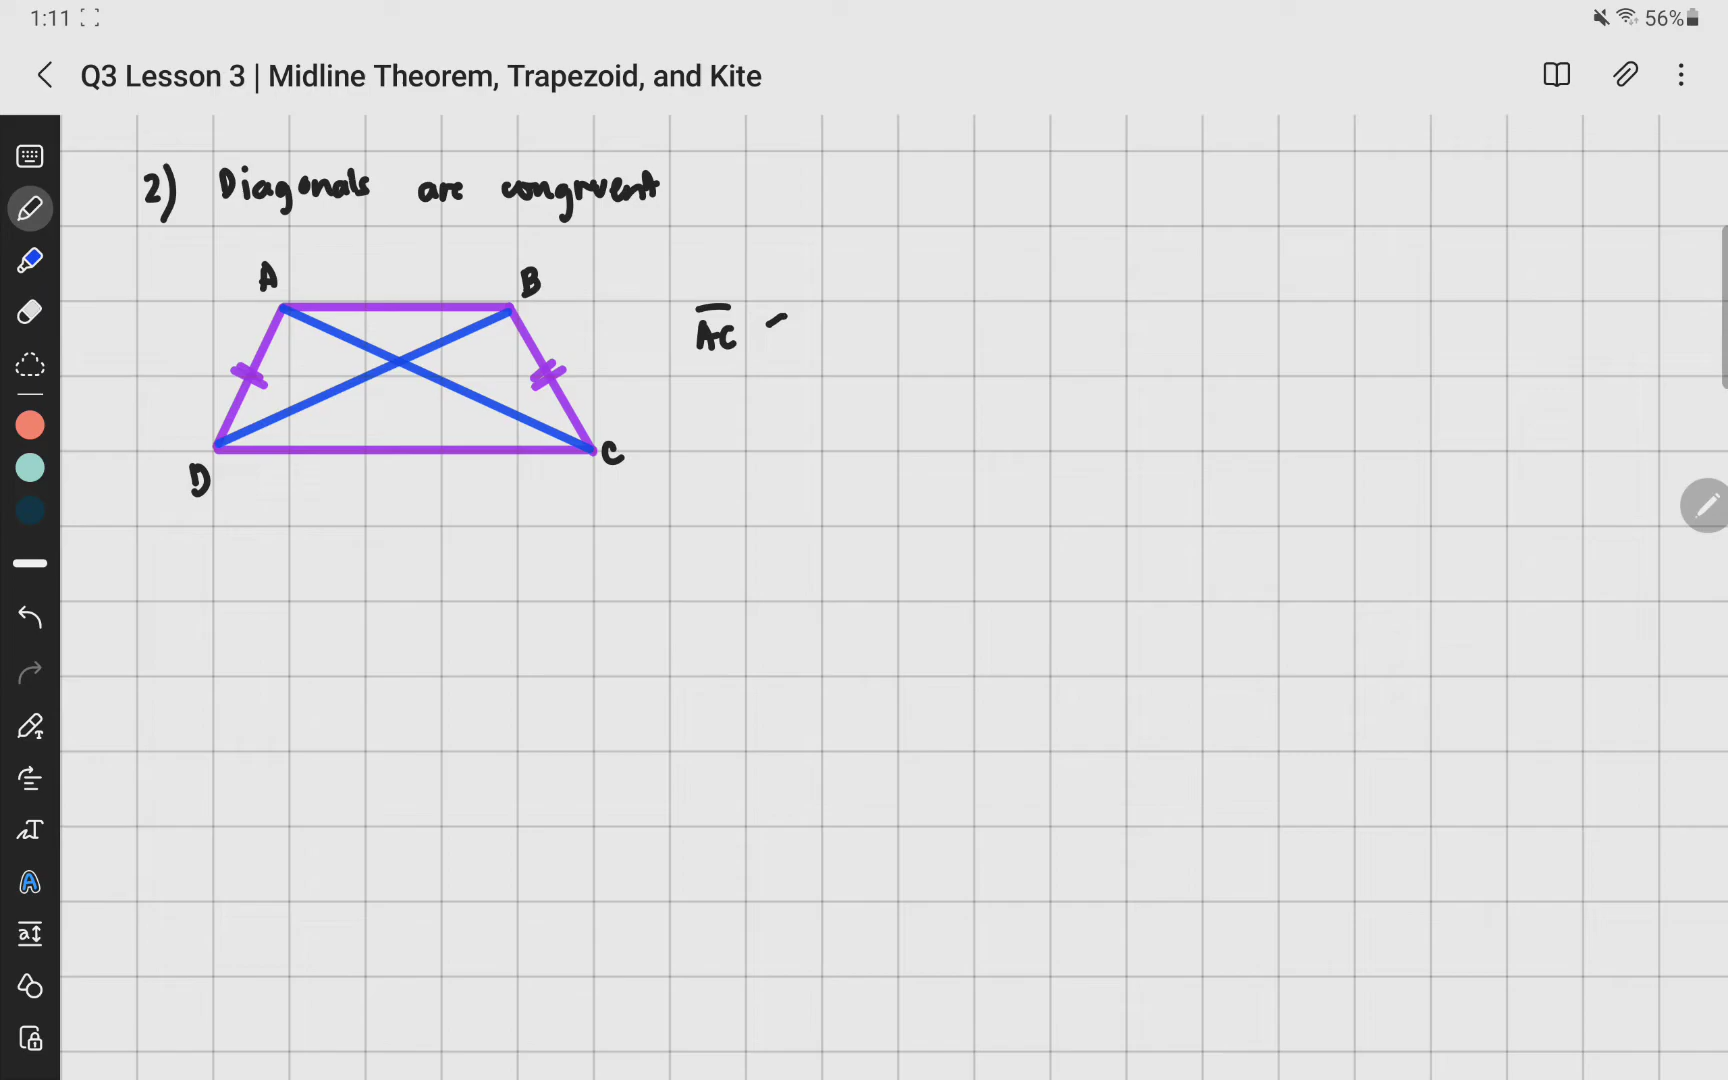 1:11 56%
Q3 Lesson 3 | Midline Theorem, Trapezoid, and Kite
2) Diagonals are congruent
A B
AC
D C